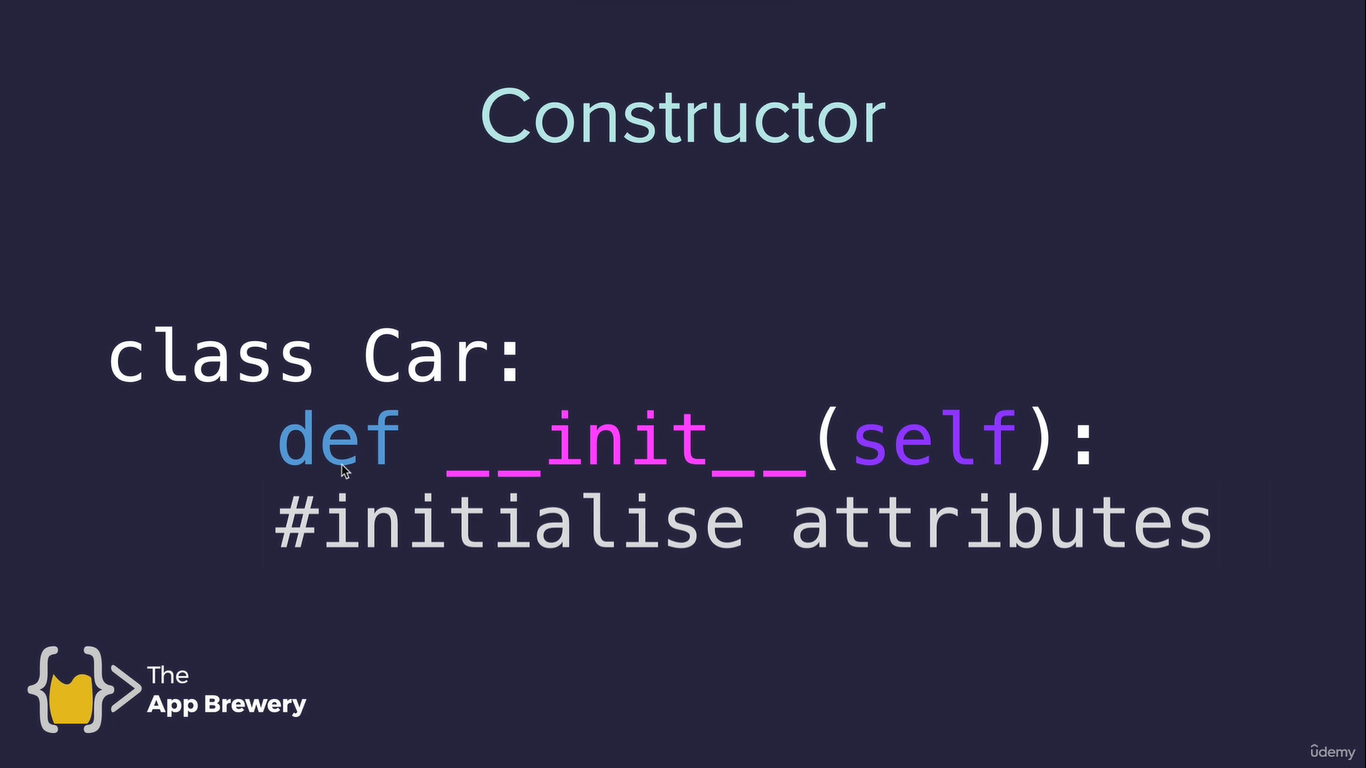 Constructor
class Car:
    def __init__(self):
    #initialise attributes
The
App Brewery
ûdemy